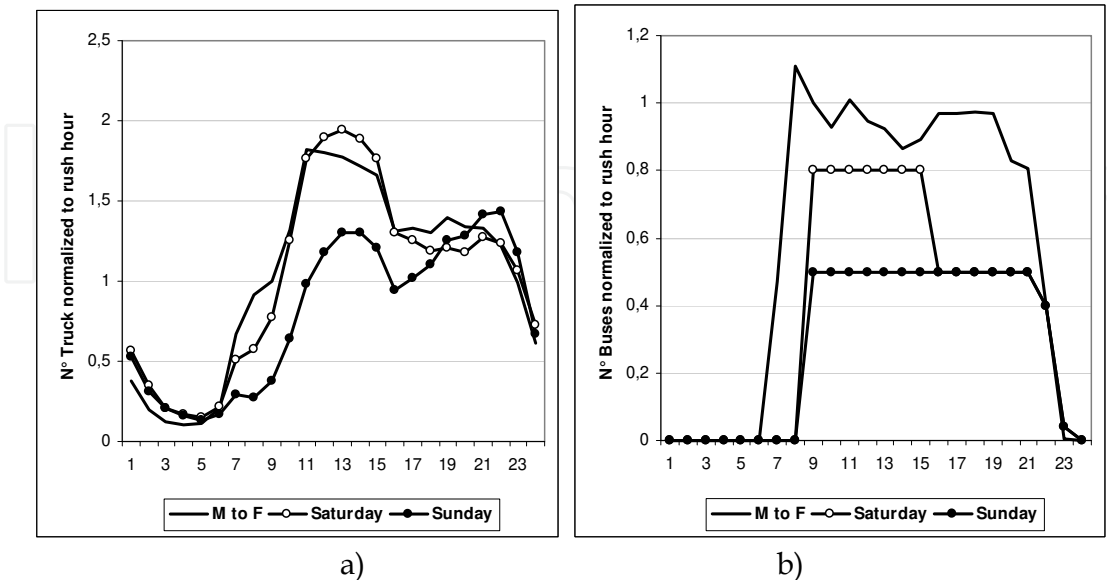 N° Truck normalized to rush hour
2,5
2
1,5
1
0,5
0
1 3 5 7 9 11 13 15 17 19 21 23
M to F Saturday Sunday
a)
N° Buses normalized to rush hour
1,2
1
0,8
0,6
0,4
0,2
0
1 3 5 7 9 11 13 15 17 19 21 23
M to F Saturday Sunday
b)